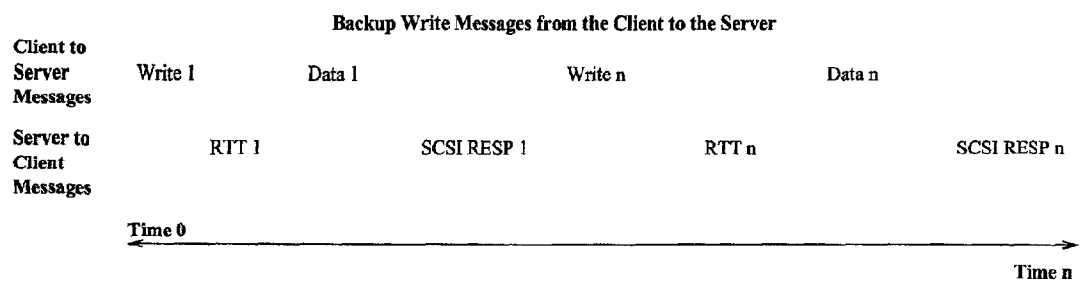 Backup Write Messages from the Client to the Server
Client to
Server
Messages
Write 1 Data 1 Write n Data n
Server to
Client
Messages
RTT 1 SCSI RESP 1 RTT n SCSI RESP n
Time 0
Time n